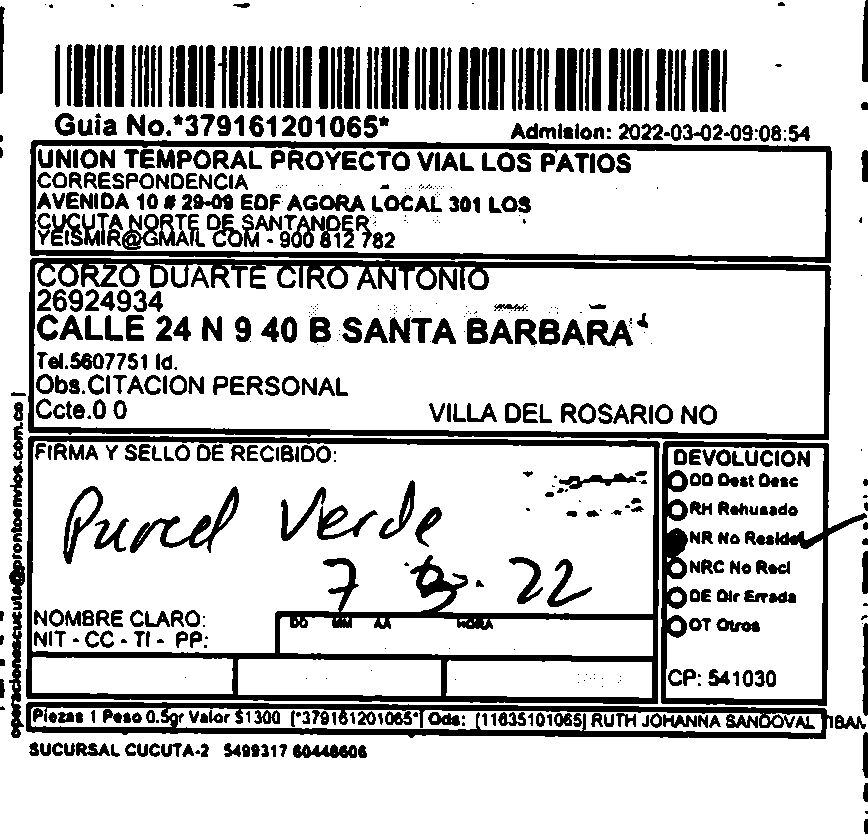 Guia No.*379161201065*
Admision: 2022-03-02-09:08:54
UNION TEMPORAL PROYECTO VIAL LOS PATIOS
CORRESPONDENCIA
AVENIDA 10 # 29-09 EDF AGORA LOCAL 301 LOS
CUCUTA NORTE DE SANTANDER
YEISMIR@GMAIL COM - 900 812 782
CORZO DUARTE CIRO ANTONIO
26924934
CALLE 24 N 9 40 B SANTA BARBARA
Tel.5607751 Id.
Obs.CITACION PERSONAL
Ccte.0 0
VILLA DEL ROSARIO NO
operacionescucuta@prontoenvios.com.co |
FIRMA Y SELLO DE RECIBIDO:
Pared Verde
7 3. 22
NOMBRE CLARO:
NIT - CC - TI - PP:
DD MM AA HORA
DEVOLUCION
DD Dest Desc
RH Rehusado
NR No Residen
NRC No Recl
DE Dir Errada
OT Otros
CP: 541030
Piezas 1 Peso 0.5gr Valor $1300 [*379161201065*] Ods: [11635101065] RUTH JOHANNA SANDOVAL TIBA
SUCURSAL CUCUTA-2 5499317 60448606